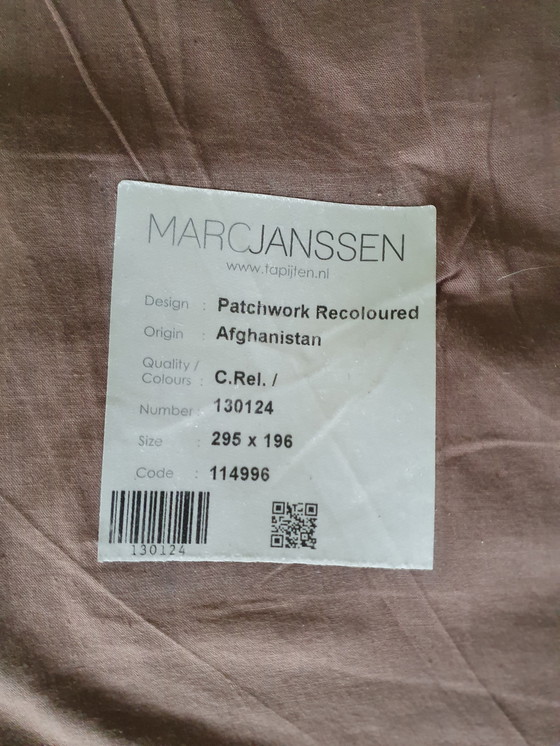 MARCJANSSEN
www.tapijten.nl
Design : Patchwork Recoloured
Origin : Afghanistan
Quality /
Colours : C.Rel. /
Number : 130124
Size : 295 x 196
Code : 114996
130124